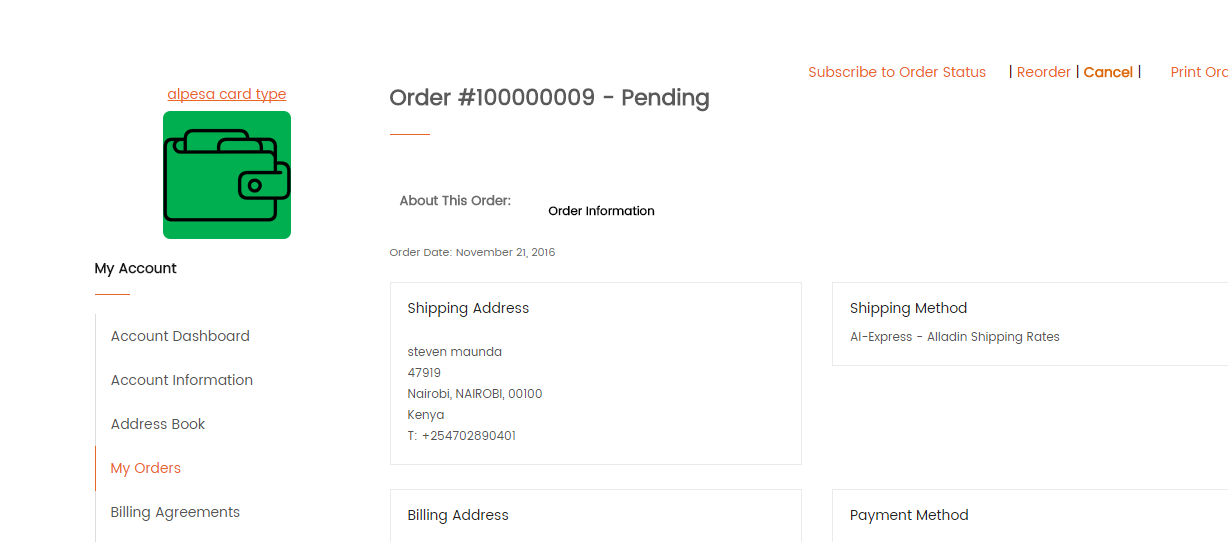 Subscribe to Order Status | Reorder | Cancel | Print Orc
alpesa card type
Order #100000009 - Pending
About This Order:
Order Information
Order Date: November 21, 2016
My Account
Account Dashboard
Account Information
Address Book
My Orders
Billing Agreements
Shipping Address
steven maunda
47919
Nairobi, NAIROBI, 00100
Kenya
T: +254702890401
Shipping Method
AI-Express - Alladin Shipping Rates
Billing Address
Payment Method